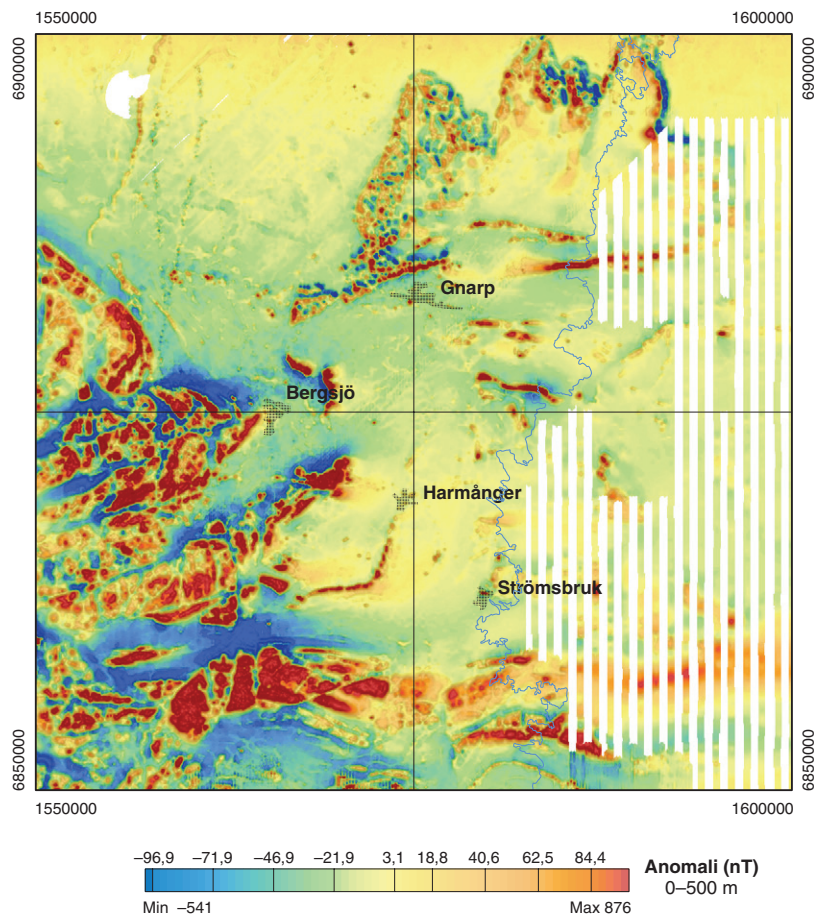 1550000 1600000
6900000 6900000
Gnarp
Bergsjö
Harmånger
Strömsbruk
6850000 6850000
1550000 1600000
–96,9 –71,9 –46,9 –21,9 3,1 18,8 40,6 62,5 84,4
Anomali (nT)
0–500 m
Min –541 Max 876